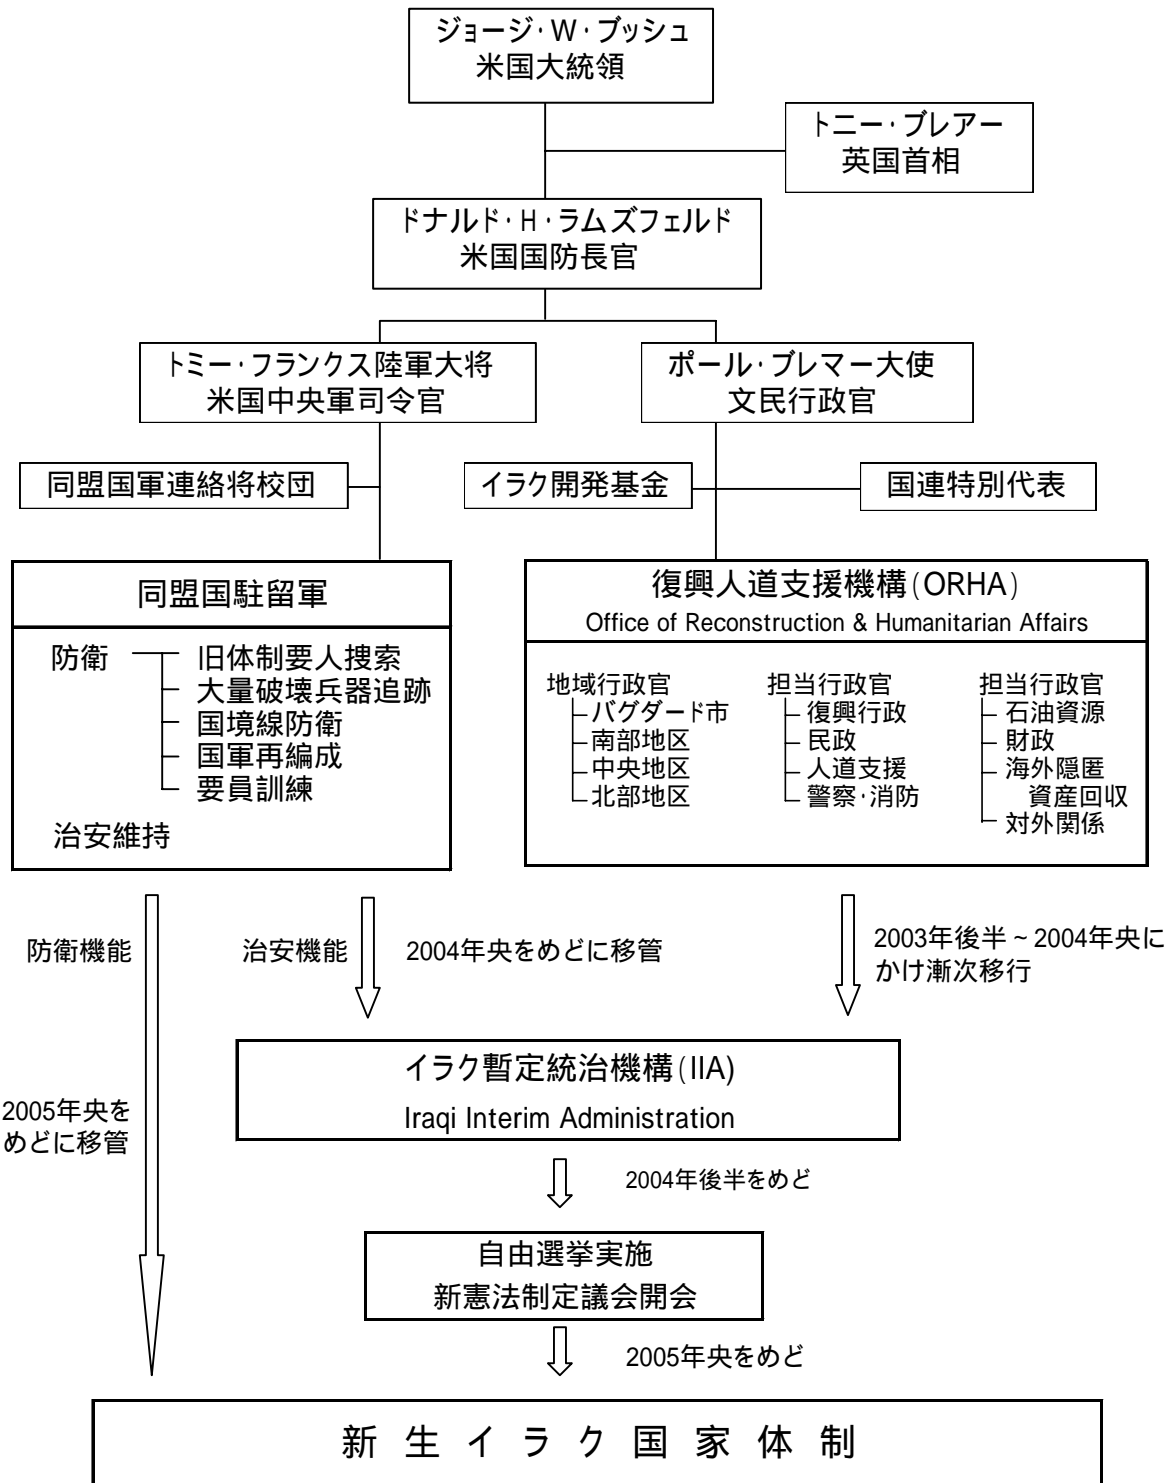 ジョージ・W・ブッシュ
米国大統領
トニー・ブレアー
英国首相
ドナルド・H・ラムズフェルド
米国国防長官
トミー・フランクス陸軍大将
米国中央軍司令官
ポール・ブレマー大使
文民行政官
同盟国軍連絡将校団
イラク開発基金
国連特別代表
同盟国駐留軍
防衛
旧体制要人捜索
大量破壊兵器追跡
国境線防衛
国軍再編成
要員訓練
治安維持
復興人道支援機構(ORHA)
Office of Reconstruction & Humanitarian Affairs
地域行政官
バグダード市
南部地区
中央地区
北部地区
担当行政官
復興行政
民政
人道支援
警察・消防
担当行政官
石油資源
財政
海外隠匿
資産回収
対外関係
防衛機能
治安機能
2004年央をめどに移管
2003年後半~2004年央に
かけ漸次移行
イラク暫定統治機構(IIA)
Iraqi Interim Administration
2005年央を
めどに移管
2004年後半をめど
自由選挙実施
新憲法制定議会開会
2005年央をめど
新生イラク国家体制